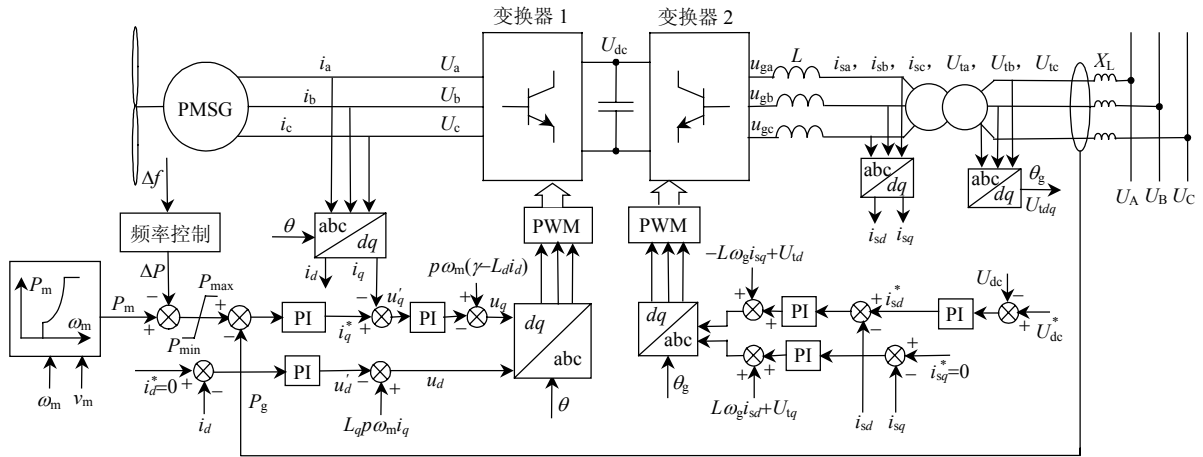 变换器 1
变换器 2
PMSG
i_a
i_b
i_c
U_a
U_b
U_c
U_dc
u_ga
u_gb
u_gc
L
i_sa, i_sb, i_sc, U_ta, U_tb, U_tc
X_L
U_A U_B U_C
abc
dq
i_sd
i_sq
abc
dq
θ_g
U_tdq
Δf
频率控制
ΔP
θ
abc
dq
i_d
i_q
PWM
PWM
P_m
ω_m
P_m
− +
P_max
P_min
+ −
PI
i_q^*
− +
u_q'
PI
pω_m(γ−L_d i_d)
+ −
u_q
dq
abc
ω_m
v_m
i_d^*=0
+ −
i_d
P_g
PI
u_d'
− +
L_q pω_m i_q
u_d
θ
dq
abc
θ_g
−Lω_g i_sq+U_td
+ +
PI
+ −
i_sd^*
PI
U_dc
− +
U_dc^*
+ +
PI
+ −
i_sq^*=0
Lω_g i_sd+U_tq
i_sd
i_sq